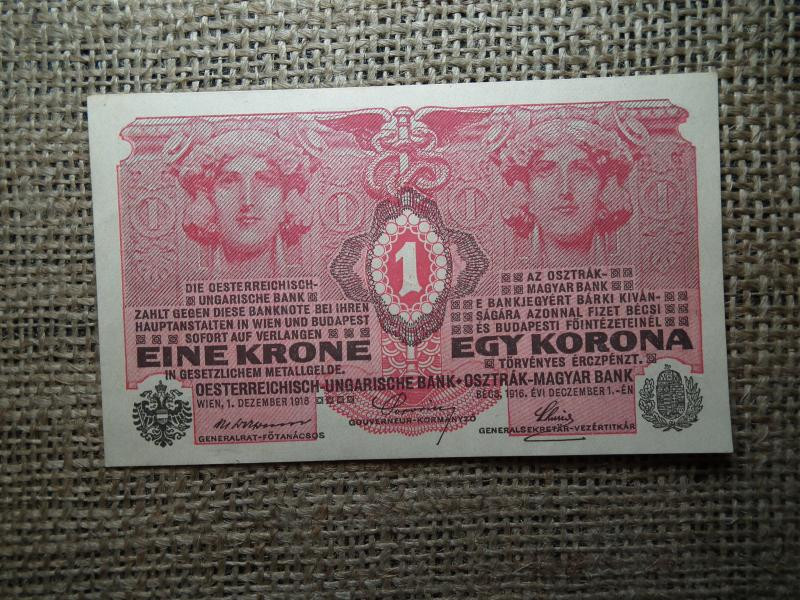 1
1
1
DIE OESTERREICHISCH-
UNGARISCHE BANK
ZAHLT GEGEN DIESE BANKNOTE BEI IHREN
HAUPTANSTALTEN IN WIEN UND BUDAPEST
SOFORT AUF VERLANGEN
EINE KRONE
IN GESETZLICHEM METALLGELDE.
AZ OSZTRÁK-
MAGYAR BANK
E BANKJEGYÉRT BÁRKI KIVÁN-
SÁGÁRA AZONNAL FIZET BÉCSI
ÉS BUDAPESTI FŐINTÉZETEINÉL
EGY KORONA
TÖRVÉNYES ÉRCZPÉNZT.
OESTERREICHISCH-UNGARISCHE BANK+OSZTRÁK-MAGYAR BANK
WIEN, 1. DEZEMBER 1916
BÉCS, 1916. ÉVI DECZEMBER 1.-ÉN
GENERALRAT-FŐTANÁCSOS
GOUVERNEUR-KORMÁNYZÓ
GENERALSEKRETÄR-VEZÉRTITKÁR